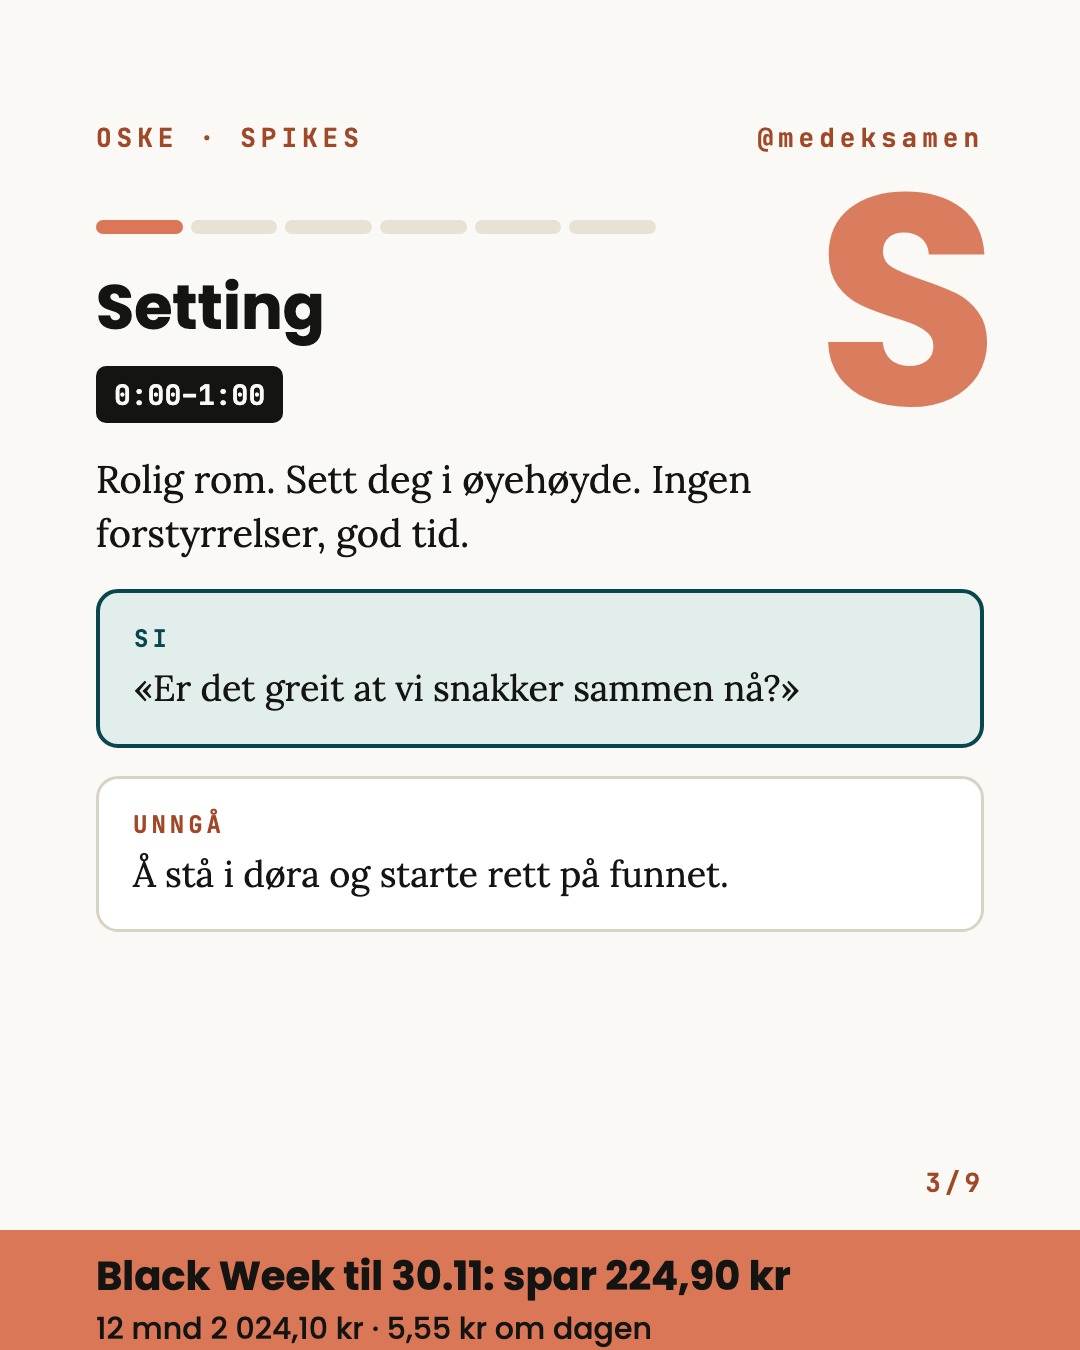 OSKE · SPIKES
@medeksamen
S
Setting
0:00–1:00
Rolig rom. Sett deg i øyehøyde. Ingen
forstyrrelser, god tid.
SI
«Er det greit at vi snakker sammen nå?»
UNNGÅ
Å stå i døra og starte rett på funnet.
3/9
Black Week til 30.11: spar 224,90 kr
12 mnd 2 024,10 kr · 5,55 kr om dagen